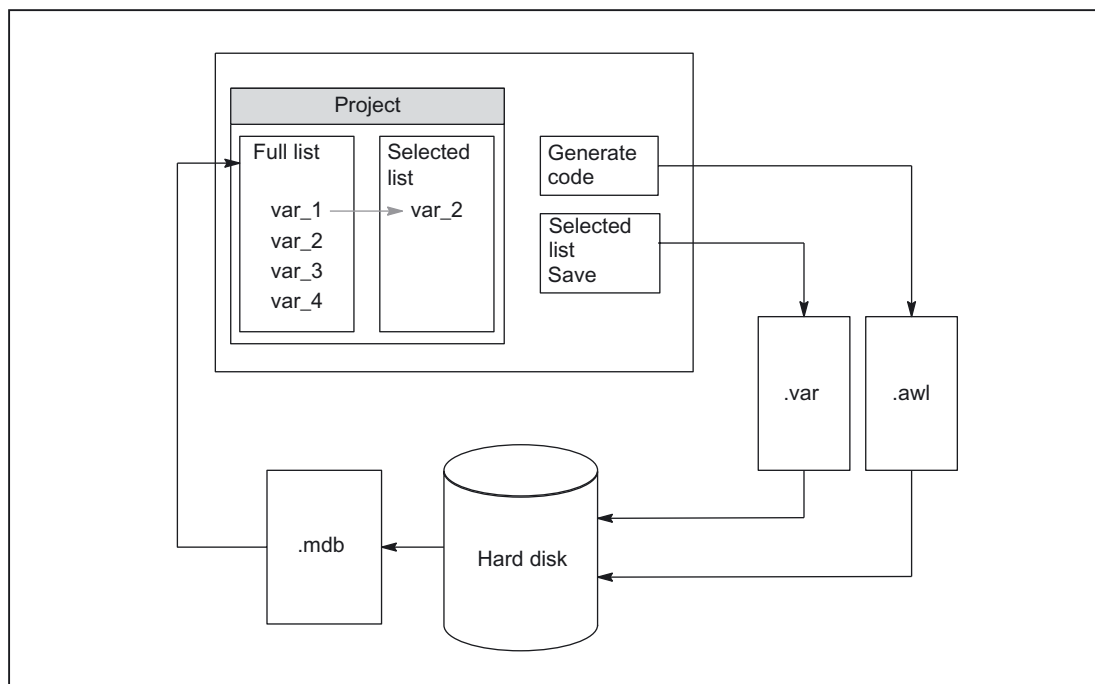 Project
Full list
var_1
var_2
var_3
var_4
Selected
list
var_2
Generate
code
Selected
list
Save
.var
.awl
.mdb
Hard disk